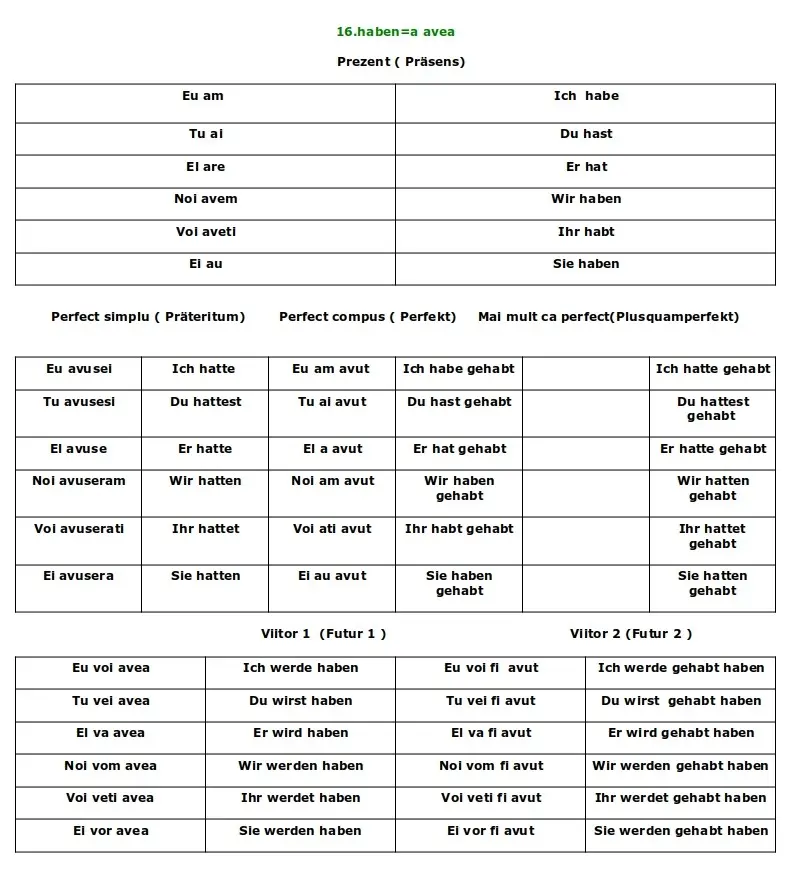 16.haben=a avea
Prezent ( Präsens)
Eu am Ich habe
Tu ai Du hast
El are Er hat
Noi avem Wir haben
Voi aveti Ihr habt
Ei au Sie haben
Perfect simplu ( Präteritum) Perfect compus ( Perfekt) Mai mult ca perfect(Plusquamperfekt)
Eu avusei Ich hatte Eu am avut Ich habe gehabt Ich hatte gehabt
Tu avusesi Du hattest Tu ai avut Du hast gehabt Du hattest
gehabt
El avuse Er hatte El a avut Er hat gehabt Er hatte gehabt
Noi avuseram Wir hatten Noi am avut Wir haben Wir hatten
gehabt gehabt
Voi avuserati Ihr hattet Voi ati avut Ihr habt gehabt Ihr hattet
gehabt
Ei avusera Sie hatten Ei au avut Sie haben Sie hatten
gehabt gehabt
Viitor 1 (Futur 1 ) Viitor 2 (Futur 2 )
Eu voi avea Ich werde haben Eu voi fi avut Ich werde gehabt haben
Tu vei avea Du wirst haben Tu vei fi avut Du wirst gehabt haben
El va avea Er wird haben El va fi avut Er wird gehabt haben
Noi vom avea Wir werden haben Noi vom fi avut Wir werden gehabt haben
Voi veti avea Ihr werdet haben Voi veti fi avut Ihr werdet gehabt haben
Ei vor avea Sie werden haben Ei vor fi avut Sie werden gehabt haben